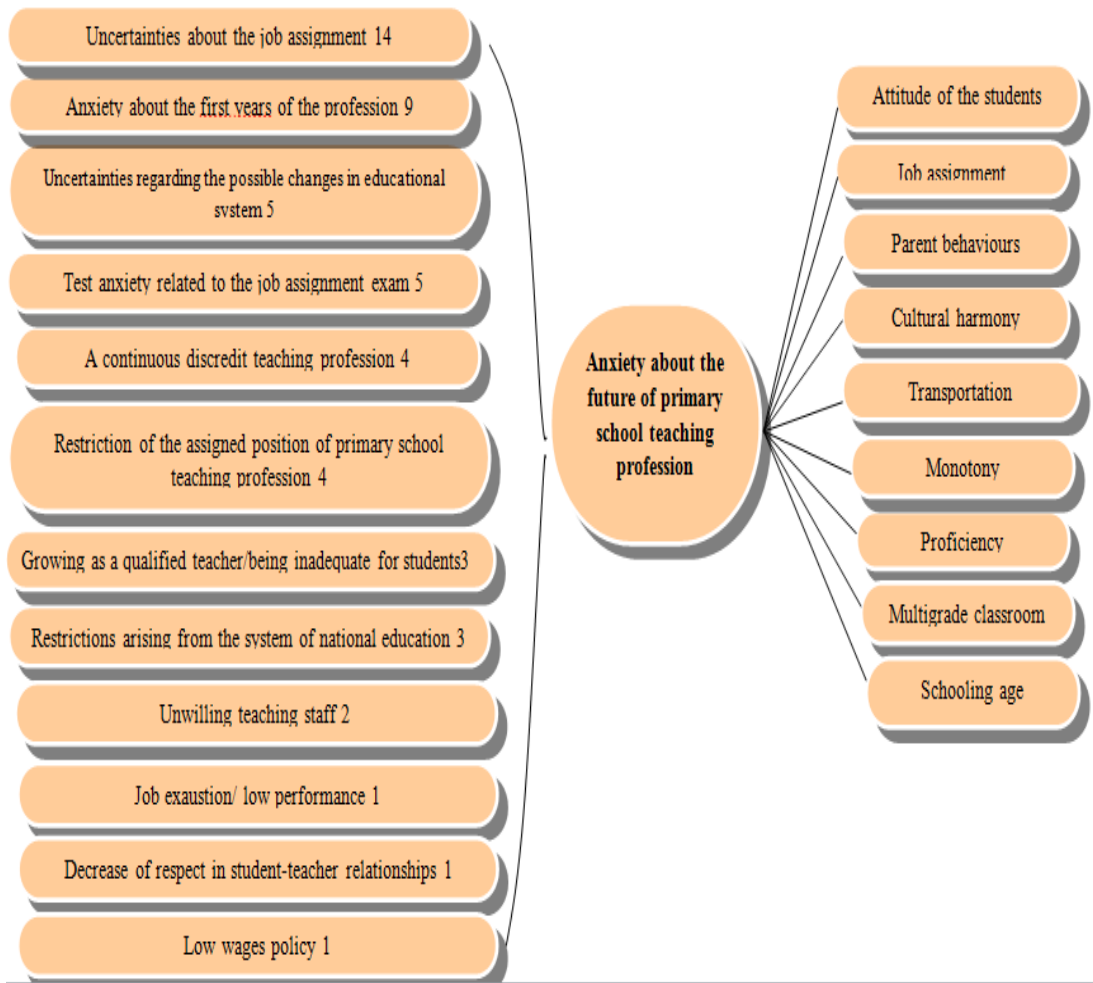 Uncertainties about the job assignment 14
Anxiety about the first years of the profession 9
Uncertainties regarding the possible changes in educational
system 5
Test anxiety related to the job assignment exam 5
A continuous discredit teaching profession 4
Restriction of the assigned position of primary school
teaching profession 4
Growing as a qualified teacher/being inadequate for students3
Restrictions arising from the system of national education 3
Unwilling teaching staff 2
Job exaustion/ low performance 1
Decrease of respect in student-teacher relationships 1
Low wages policy 1
Anxiety about the
future of primary
school teaching
profession
Attitude of the students
Job assignment
Parent behaviours
Cultural harmony
Transportation
Monotony
Proficiency
Multigrade classroom
Schooling age